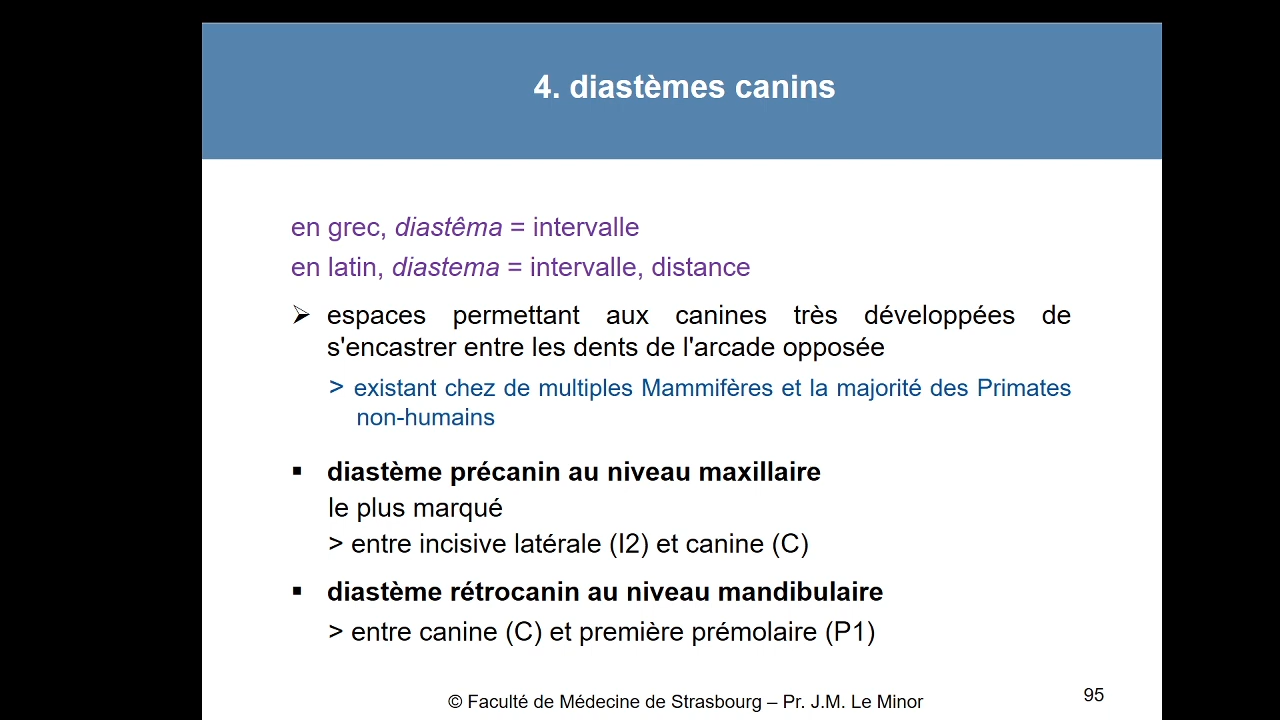 4. diastèmes canins
en grec, diastêma = intervalle
en latin, diastema = intervalle, distance
➢ espaces permettant aux canines très développées de
s'encastrer entre les dents de l'arcade opposée
> existant chez de multiples Mammifères et la majorité des Primates
non-humains
▪ diastème précanin au niveau maxillaire
le plus marqué
> entre incisive latérale (I2) et canine (C)
▪ diastème rétrocanin au niveau mandibulaire
> entre canine (C) et première prémolaire (P1)
© Faculté de Médecine de Strasbourg – Pr. J.M. Le Minor
95